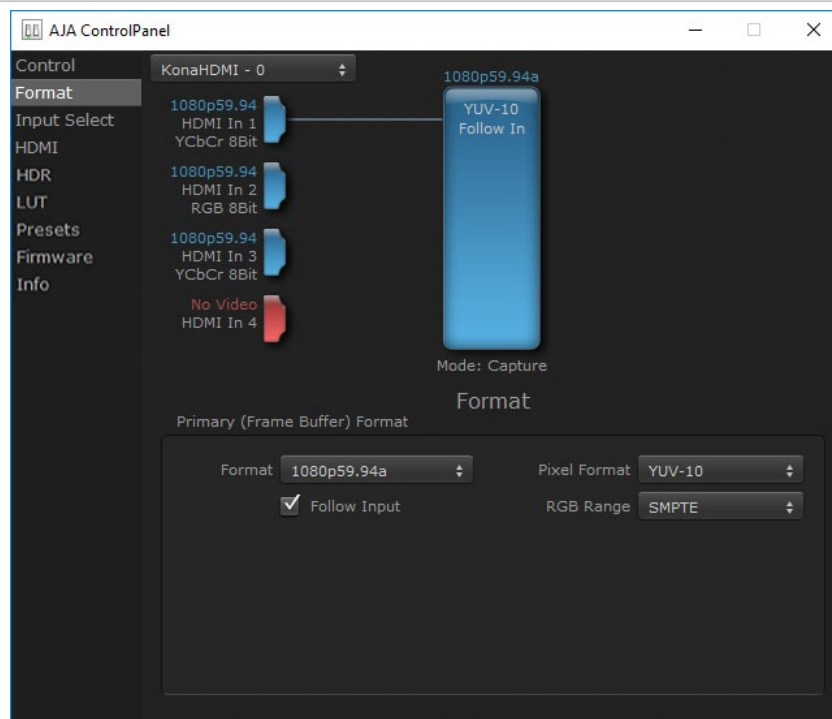 AJA ControlPanel
Control
Format
Input Select
HDMI
HDR
LUT
Presets
Firmware
Info
KonaHDMI - 0
1080p59.94
HDMI In 1
YCbCr 8Bit
1080p59.94
HDMI In 2
RGB 8Bit
1080p59.94
HDMI In 3
YCbCr 8Bit
No Video
HDMI In 4
1080p59.94a
YUV-10
Follow In
Mode: Capture
Format
Primary (Frame Buffer) Format
Format 1080p59.94a Pixel Format YUV-10
Follow Input RGB Range SMPTE